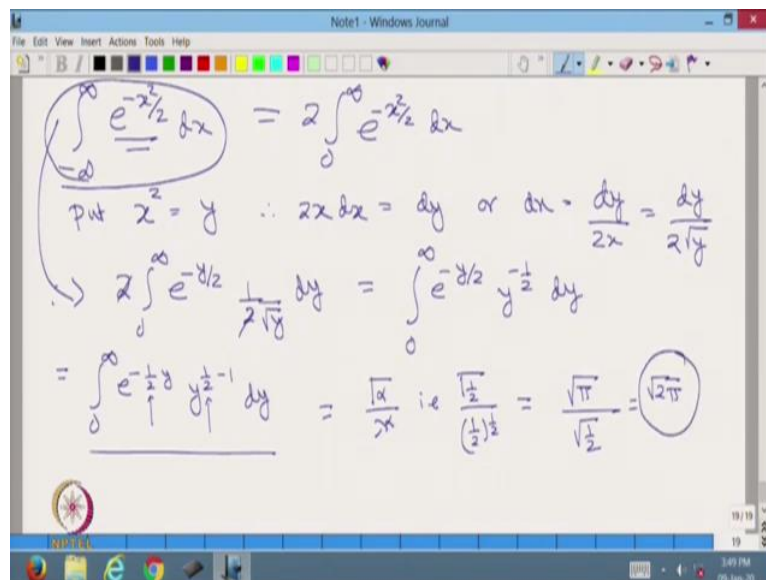 Note1 - Windows Journal
File Edit View Insert Actions Tools Help
∫_{-∞}^{∞} e^{-x²/2} dx = 2 ∫_0^∞ e^{-x²/2} dx
Put x² = y ∴ 2x dx = dy or dx = dy/2x = dy/2√y
2 ∫_0^∞ e^{-y/2} 1/2√y dy = ∫_0^∞ e^{-y/2} y^{-1/2} dy
= ∫_0^∞ e^{-1/2 y} y^{1/2 - 1} dy = Γα/ i.e Γ1/2/(1/2)^{1/2} = √π/√1/2 = √2π
NPTEL
19/19
19
3:49 PM